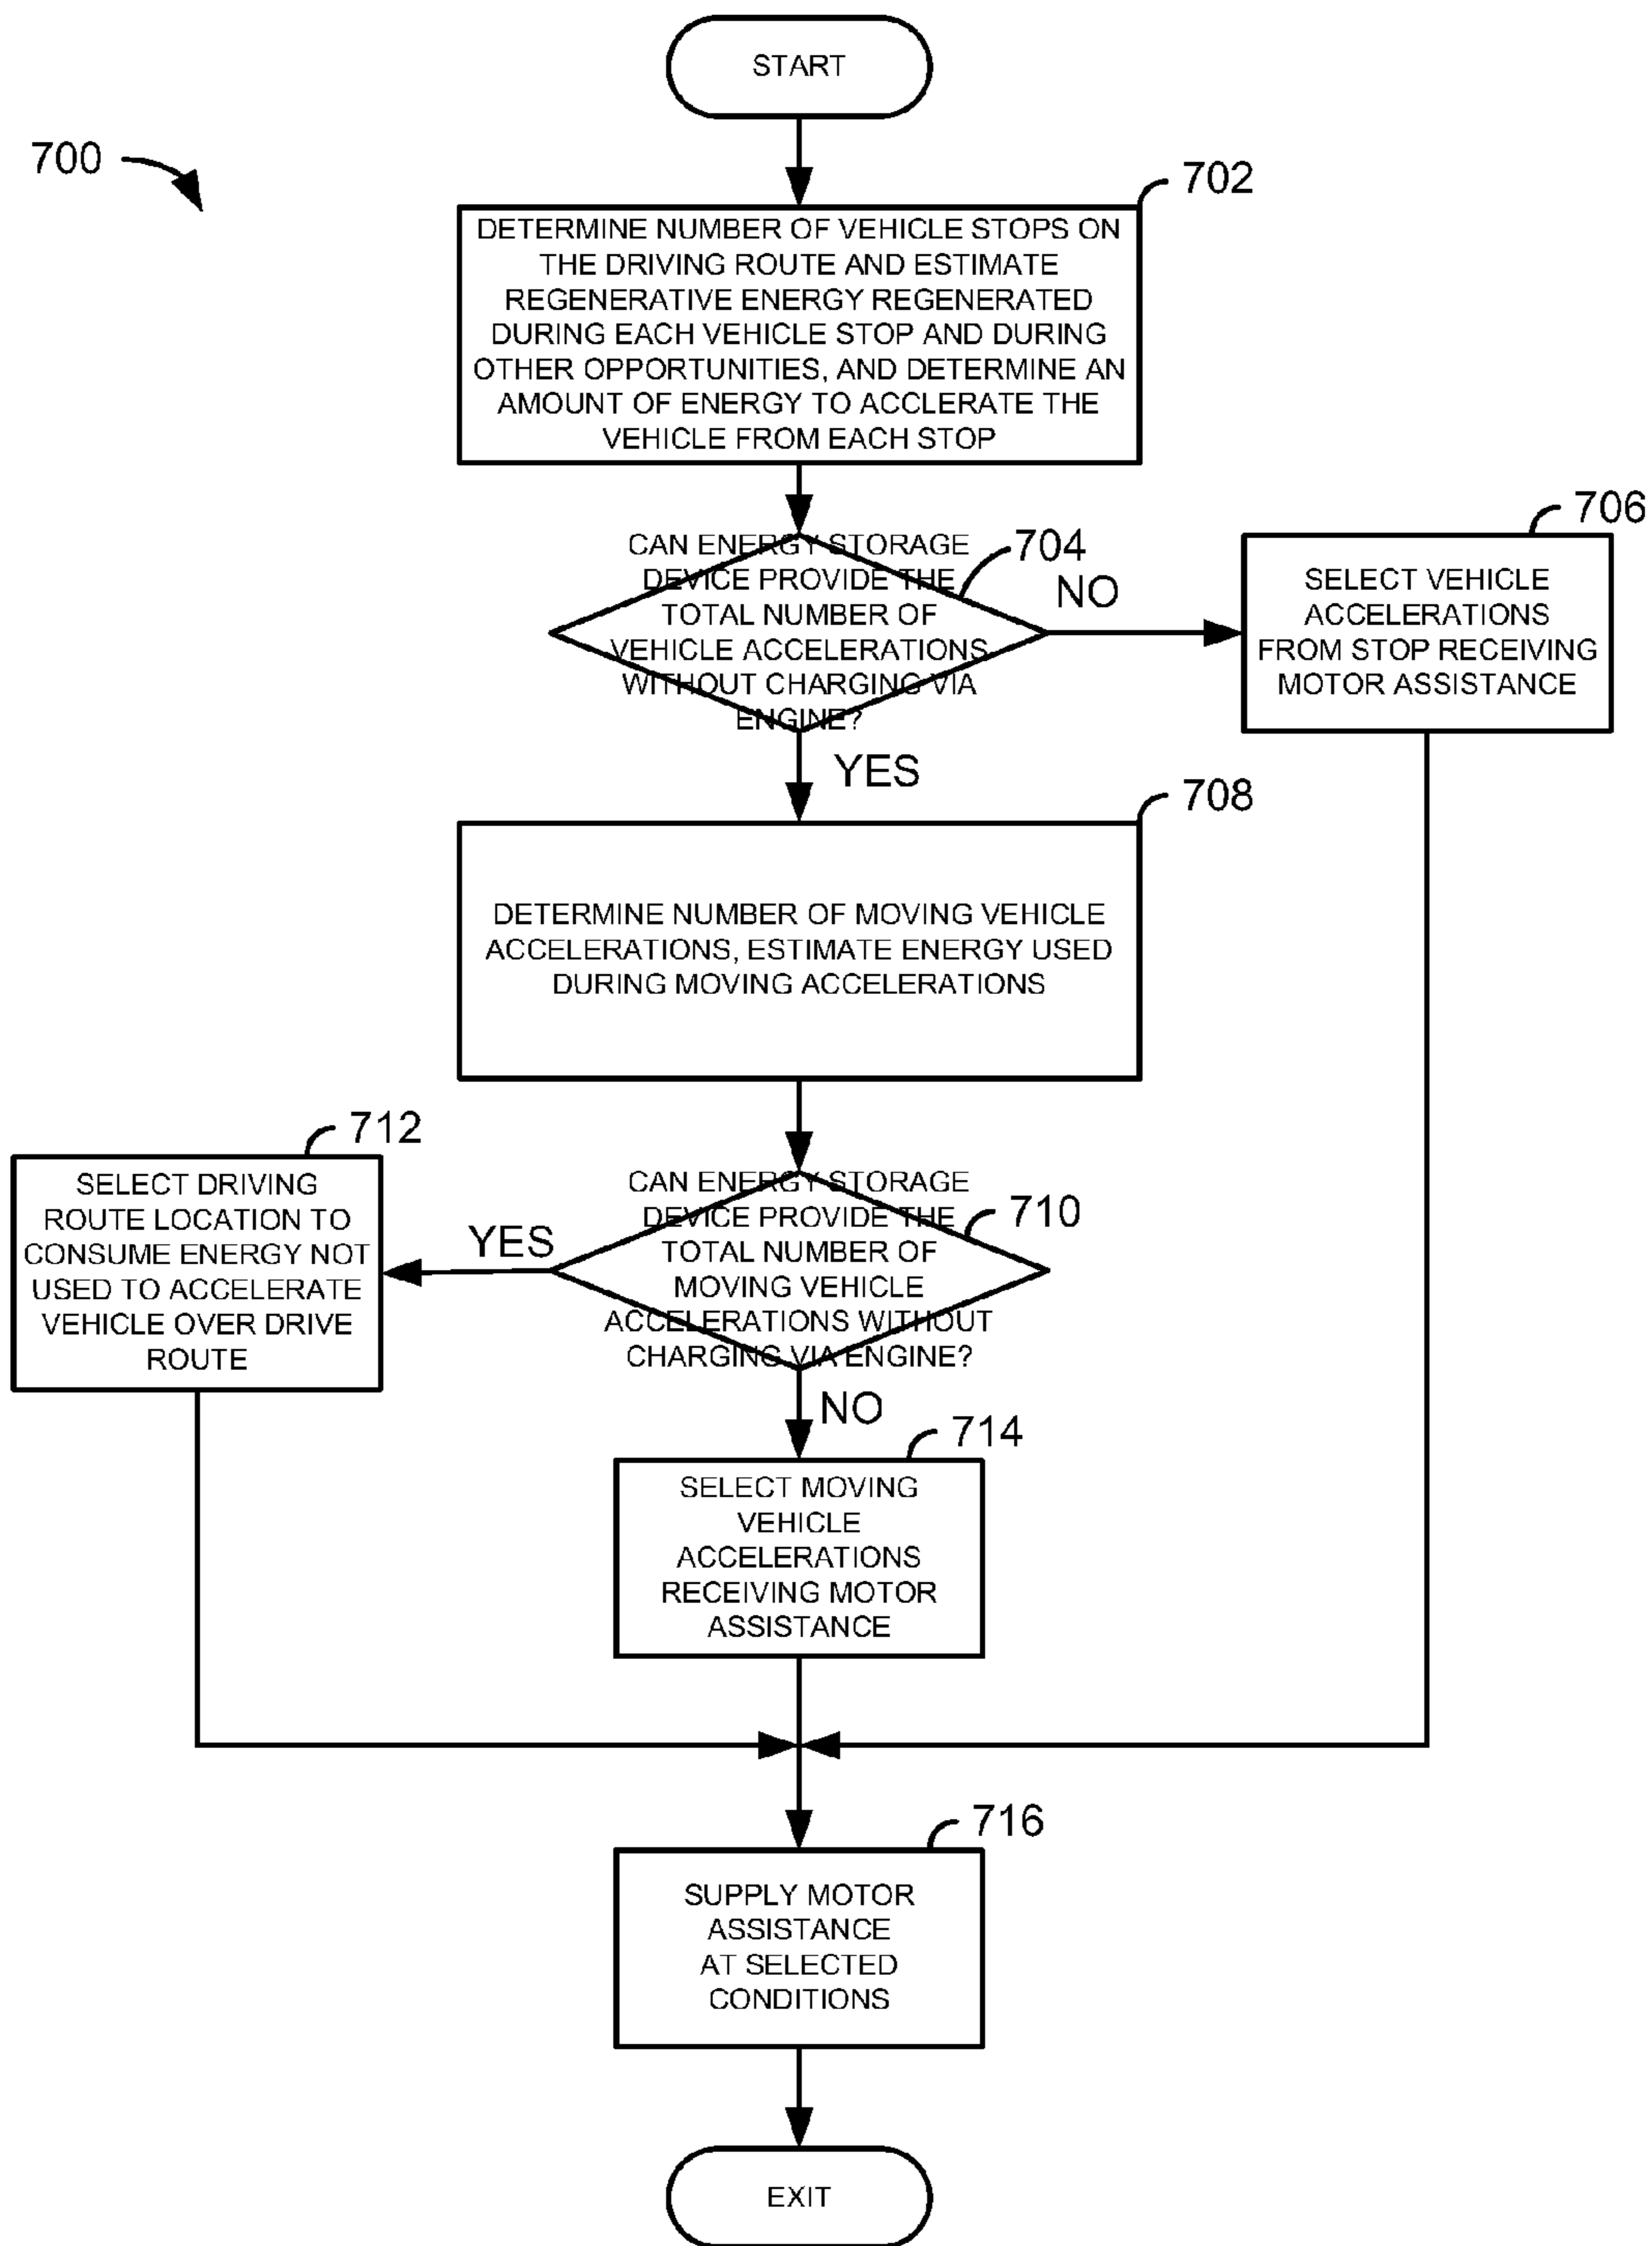 START
700
702
DETERMINE NUMBER OF VEHICLE STOPS ON
THE DRIVING ROUTE AND ESTIMATE
REGENERATIVE ENERGY REGENERATED
DURING EACH VEHICLE STOP AND DURING
OTHER OPPORTUNITIES, AND DETERMINE AN
AMOUNT OF ENERGY TO ACCLERATE THE
VEHICLE FROM EACH STOP
704
CAN ENERGY STORAGE
DEVICE PROVIDE THE
TOTAL NUMBER OF
VEHICLE ACCELERATIONS
WITHOUT CHARGING VIA
ENGINE?
NO
706
SELECT VEHICLE
ACCELERATIONS
FROM STOP RECEIVING
MOTOR ASSISTANCE
YES
708
DETERMINE NUMBER OF MOVING VEHICLE
ACCELERATIONS, ESTIMATE ENERGY USED
DURING MOVING ACCELERATIONS
710
CAN ENERGY STORAGE
DEVICE PROVIDE THE
TOTAL NUMBER OF
MOVING VEHICLE
ACCELERATIONS WITHOUT
CHARGING VIA ENGINE?
YES
712
SELECT DRIVING
ROUTE LOCATION TO
CONSUME ENERGY NOT
USED TO ACCELERATE
VEHICLE OVER DRIVE
ROUTE
NO
714
SELECT MOVING
VEHICLE
ACCELERATIONS
RECEIVING MOTOR
ASSISTANCE
716
SUPPLY MOTOR
ASSISTANCE
AT SELECTED
CONDITIONS
EXIT